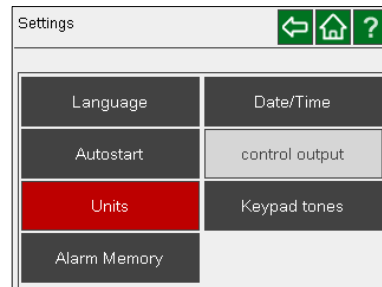 Settings
?
Language
Date/Time
Autostart
control output
Units
Keypad tones
Alarm Memory